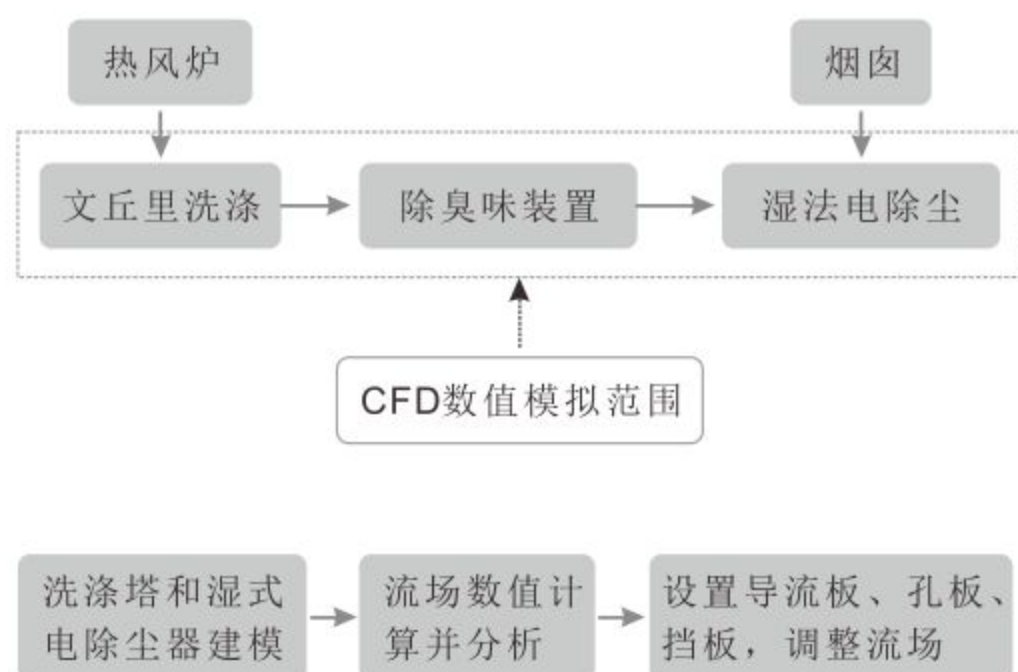 热风炉
烟囱
文丘里洗涤
除臭味装置
湿法电除尘
CFD数值模拟范围
洗涤塔和湿式
电除尘器建模
流场数值计
算并分析
设置导流板、孔板、
挡板，调整流场